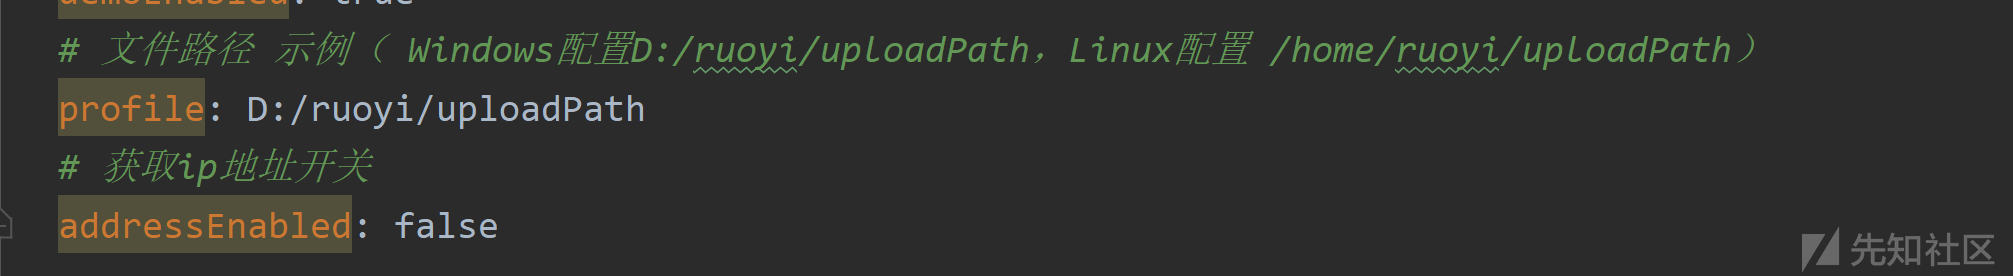 demoEnabled: true
# 文件路径 示例（ Windows配置D:/ruoyi/uploadPath，Linux配置 /home/ruoyi/uploadPath）
profile: D:/ruoyi/uploadPath
# 获取ip地址开关
addressEnabled: false
先知社区